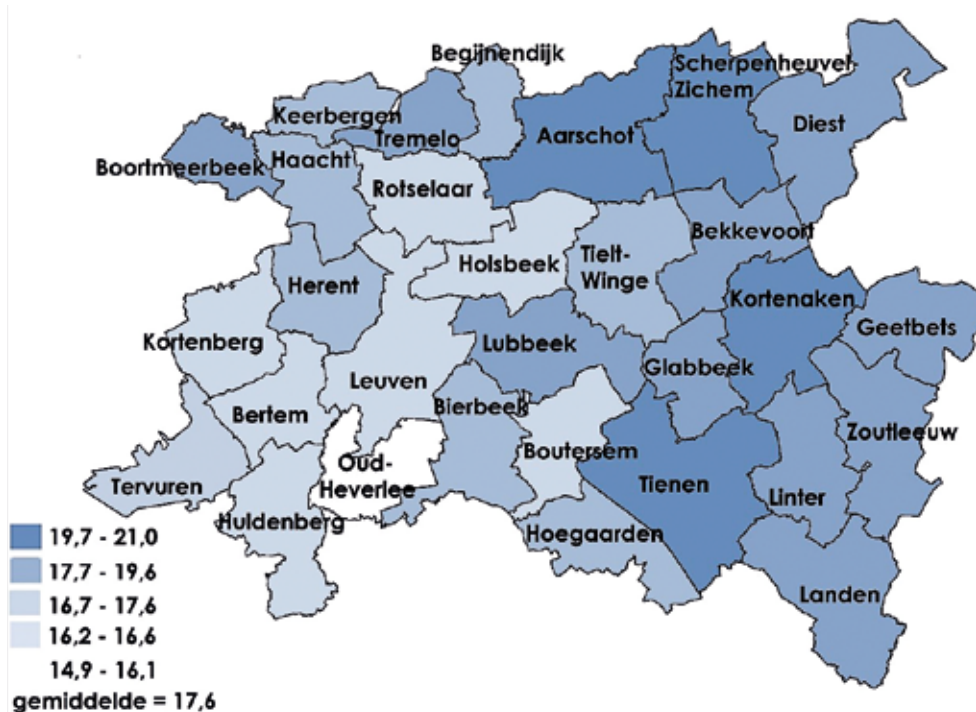 Begijnendijk
Scherpenheuvel-
Zichem
Keerbergen
Tremelo
Aarschot
Diest
Boortmeerbeek
Haacht
Rotselaar
Bekkevoort
Holsbeek
Tielt-
Winge
Herent
Kortenaken
Kortenberg
Lubbeek
Geetbets
Leuven
Glabbeek
Bertem
Bierbeek
Boutersem
Zoutleeuw
Oud-
Heverlee
Tervuren
Tienen
Linter
Huldenberg
Hoegaarden
Landen
19,7 - 21,0
17,7 - 19,6
16,7 - 17,6
16,2 - 16,6
14,9 - 16,1
gemiddelde = 17,6